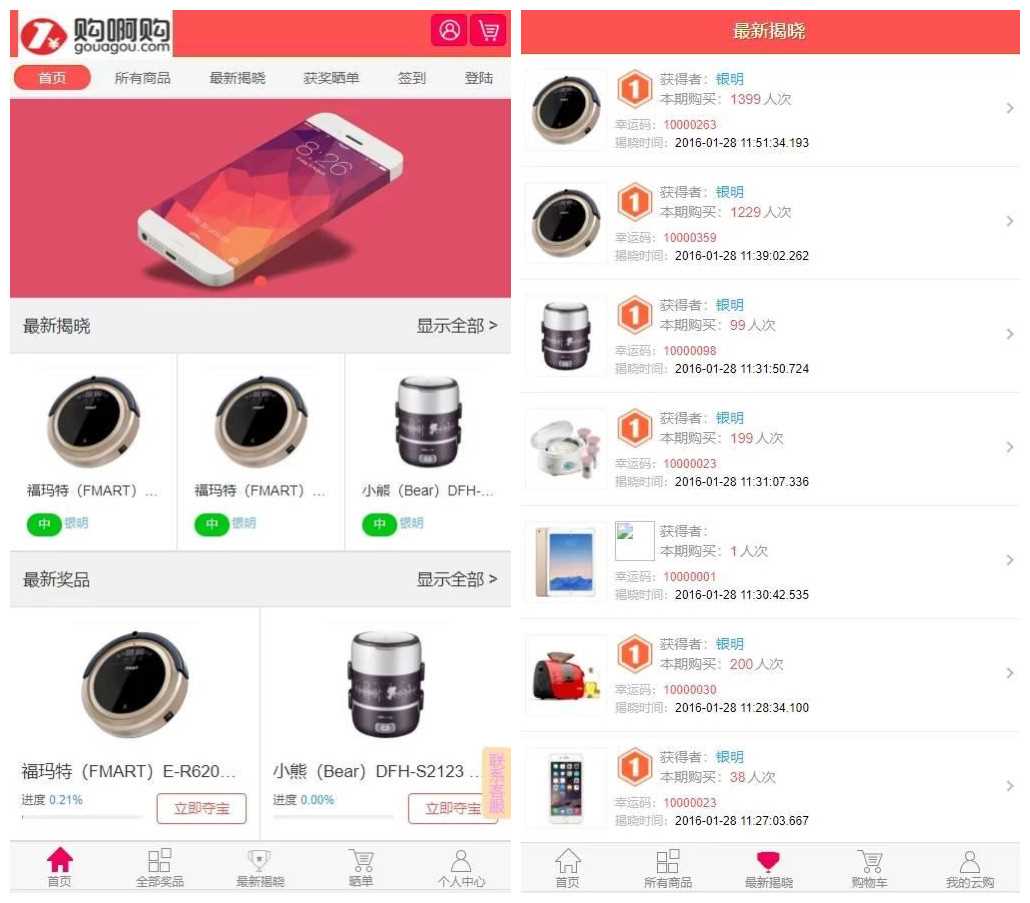 购啊购
gouagou.com
首页 所有商品 最新揭晓 获奖晒单 签到 登陆
8:26
最新揭晓 显示全部 >
福玛特（FMART）... 福玛特（FMART）... 小熊（Bear）DFH-...
中 银明 中 银明 中 银明
最新奖品 显示全部 >
福玛特（FMART）E-R620... 小熊（Bear）DFH-S2123 ...
进度 0.21% 立即夺宝 进度 0.00% 立即夺宝
联系客服
首页 全部奖品 最新揭晓 晒单 个人中心
最新揭晓
获得者：银明
本期购买：1399 人次
幸运码：10000263
揭晓时间：2016-01-28 11:51:34.193
获得者：银明
本期购买：1229 人次
幸运码：10000359
揭晓时间：2016-01-28 11:39:02.262
获得者：银明
本期购买：99 人次
幸运码：10000098
揭晓时间：2016-01-28 11:31:50.724
获得者：银明
本期购买：199 人次
幸运码：10000023
揭晓时间：2016-01-28 11:31:07.336
获得者：
本期购买：1 人次
幸运码：10000001
揭晓时间：2016-01-28 11:30:42.535
获得者：银明
本期购买：200 人次
幸运码：10000030
揭晓时间：2016-01-28 11:28:34.100
获得者：银明
本期购买：38 人次
幸运码：10000023
揭晓时间：2016-01-28 11:27:03.667
首页 所有商品 最新揭晓 购物车 我的云购